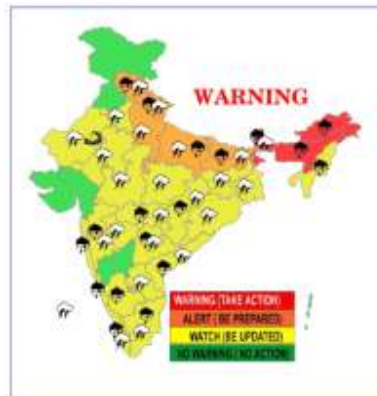 WARNING
WARNING (TAKE ACTION)
ALERT ( BE PREPARED)
WATCH (BE UPDATED)
NO WARNING ( NO ACTION)